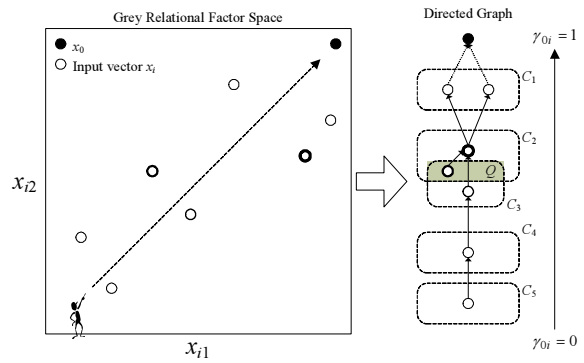 Grey Relational Factor Space
Directed Graph
x0
Input vector xi
xi2
xi1
γ0i = 1
C1
C2
Q
C3
C4
C5
γ0i = 0